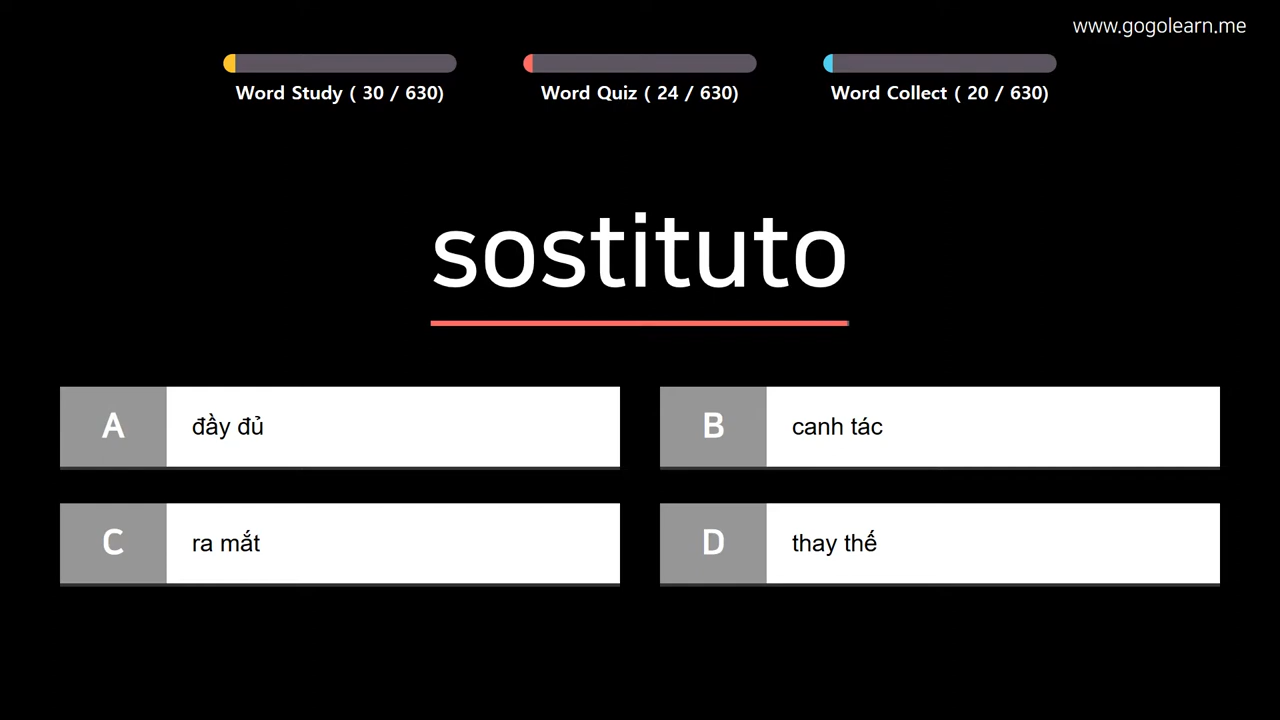 www.gogolearn.me
Word Study ( 30 / 630)
Word Quiz ( 24 / 630)
Word Collect ( 20 / 630)
sostituto
A đầy đủ
B canh tác
C ra mắt
D thay thế